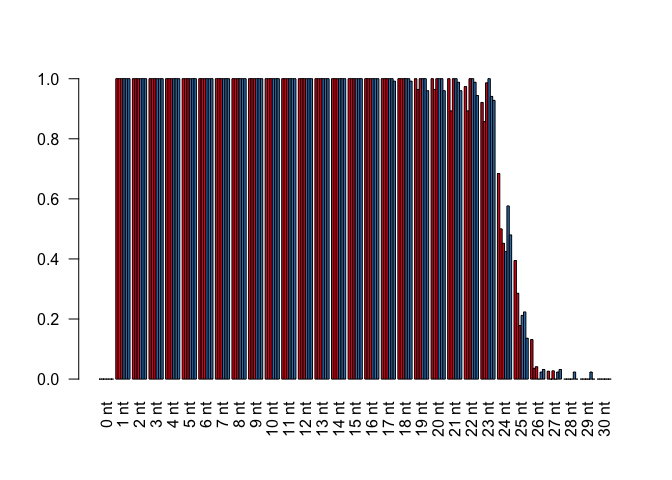 1.0
0.8
0.6
0.4
0.2
0.0
0 nt
1 nt
2 nt
3 nt
4 nt
5 nt
6 nt
7 nt
8 nt
9 nt
10 nt
11 nt
12 nt
13 nt
14 nt
15 nt
16 nt
17 nt
18 nt
19 nt
20 nt
21 nt
22 nt
23 nt
24 nt
25 nt
26 nt
27 nt
28 nt
29 nt
30 nt